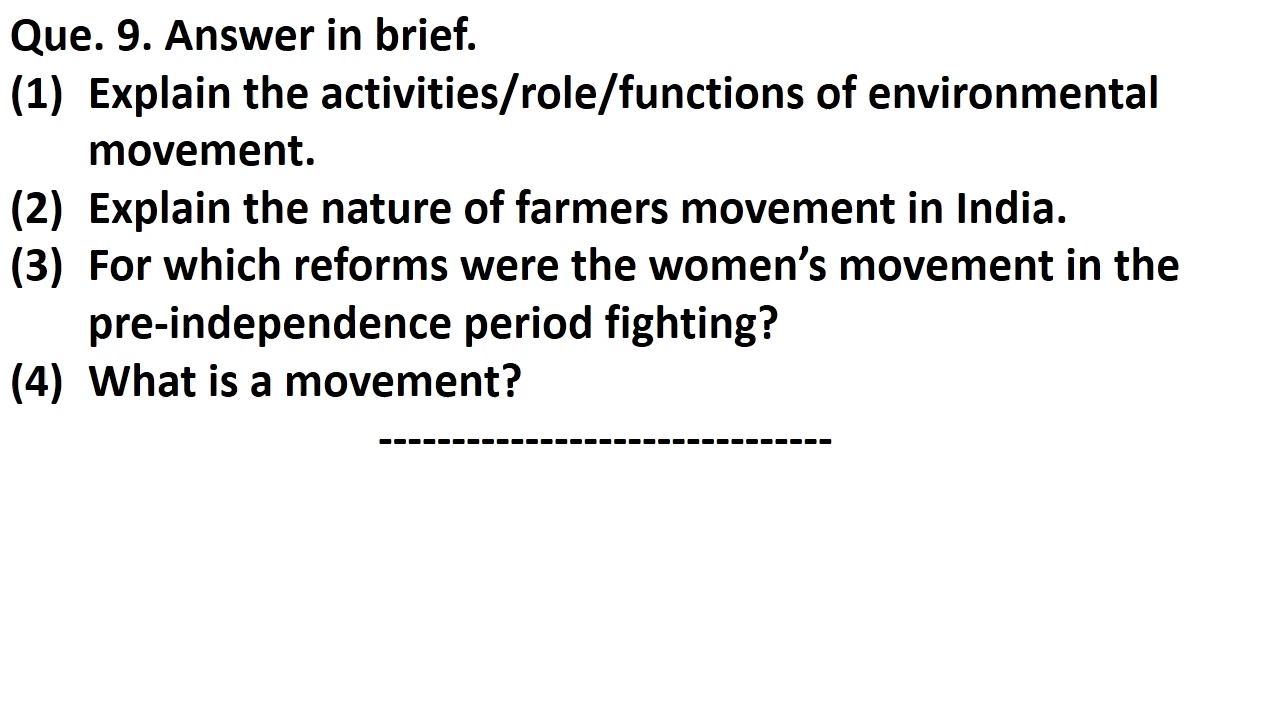 Que. 9. Answer in brief.
(1) Explain the activities/role/functions of environmental
movement.
(2) Explain the nature of farmers movement in India.
(3) For which reforms were the women’s movement in the
pre-independence period fighting?
(4) What is a movement?
-------------------------------